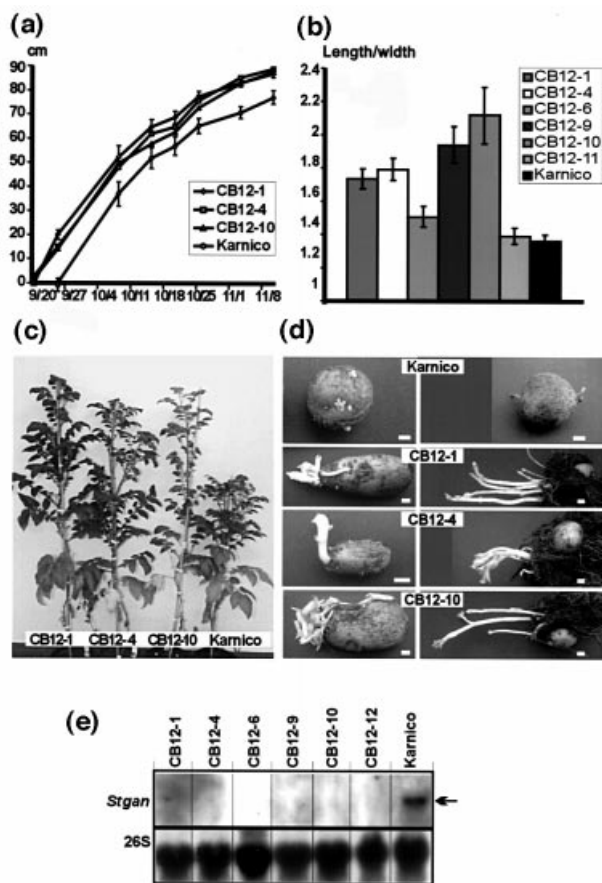 (a)
cm
90
80
70
60
50
40
30
20
10
0
9/20 9/27 10/4 10/11 10/18 10/25 11/1 11/8
CB12-1
CB12-4
CB12-10
Karnico
(b)
Length/width
2.4
2.2
2
1.8
1.6
1.4
1.2
1
CB12-1
CB12-4
CB12-6
CB12-9
CB12-10
CB12-11
Karnico
(c)
CB12-1 CB12-4 CB12-10 Karnico
(d)
Karnico
CB12-1
CB12-4
CB12-10
(e)
CB12-1
CB12-4
CB12-6
CB12-9
CB12-10
CB12-12
Karnico
Stgan
26S